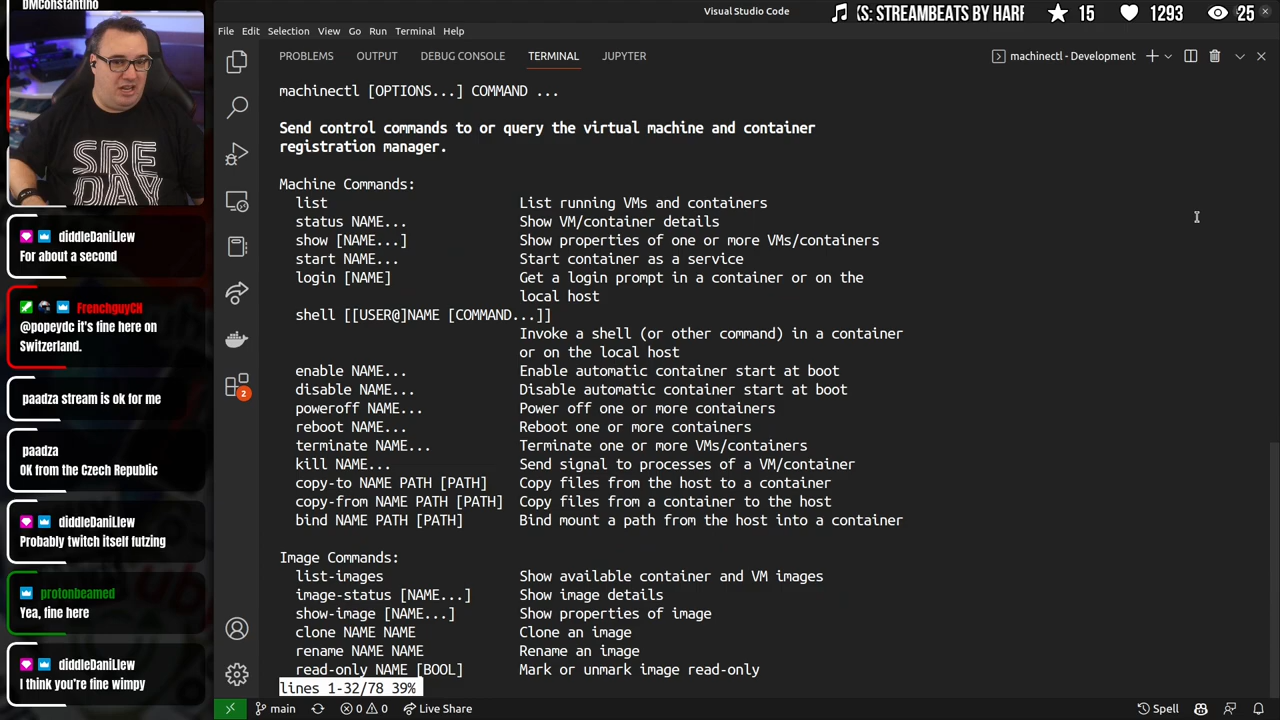 DMConstantino
SRE
DAY
diddleDaniLlew
For about a second
FrenchguyCH
@popeydc it's fine here on
Switzerland.
paadza stream is ok for me
paadza
OK from the Czech Republic
diddleDaniLlew
Probably twitch itself futzing
protonbeamed
Yea, fine here
diddleDaniLlew
I think you're fine wimpy
Visual Studio Code
S: STREAMBEATS BY HARR
15
1293
25
File Edit Selection View Go Run Terminal Help
PROBLEMS OUTPUT DEBUG CONSOLE TERMINAL JUPYTER
machinectl - Development
machinectl [OPTIONS...] COMMAND ...
Send control commands to or query the virtual machine and container
registration manager.
Machine Commands:
list List running VMs and containers
status NAME... Show VM/container details
show [NAME...] Show properties of one or more VMs/containers
start NAME... Start container as a service
login [NAME] Get a login prompt in a container or on the
local host
shell [[USER@]NAME [COMMAND...]]
Invoke a shell (or other command) in a container
or on the local host
enable NAME... Enable automatic container start at boot
disable NAME... Disable automatic container start at boot
poweroff NAME... Power off one or more containers
reboot NAME... Reboot one or more containers
terminate NAME... Terminate one or more VMs/containers
kill NAME... Send signal to processes of a VM/container
copy-to NAME PATH [PATH] Copy files from the host to a container
copy-from NAME PATH [PATH] Copy files from a container to the host
bind NAME PATH [PATH] Bind mount a path from the host into a container
Image Commands:
list-images Show available container and VM images
image-status [NAME...] Show image details
show-image [NAME...] Show properties of image
clone NAME NAME Clone an image
rename NAME NAME Rename an image
read-only NAME [BOOL] Mark or unmark image read-only
lines 1-32/78 39%
2
main 0 0 Live Share
Spell